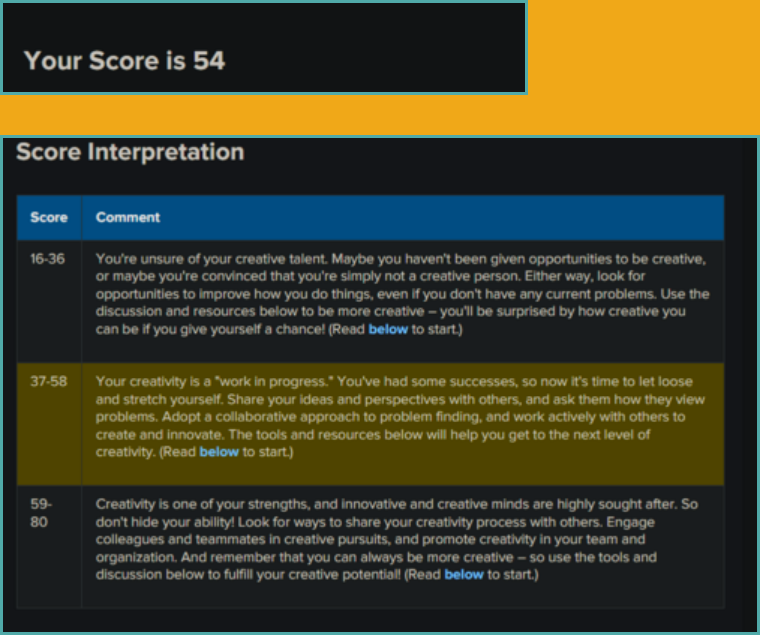 Your Score is 54
Score Interpretation
Score Comment
16-36 You're unsure of your creative talent. Maybe you haven't been given opportunities to be creative,
or maybe you're convinced that you're simply not a creative person. Either way, look for
opportunities to improve how you do things, even if you don't have any current problems. Use the
discussion and resources below to be more creative – you'll be surprised by how creative you
can be if you give yourself a chance! (Read below to start.)
37-58 Your creativity is a "work in progress." You've had some successes, so now it's time to let loose
and stretch yourself. Share your ideas and perspectives with others, and ask them how they view
problems. Adopt a collaborative approach to problem finding, and work actively with others to
create and innovate. The tools and resources below will help you get to the next level of
creativity. (Read below to start.)
59- Creativity is one of your strengths, and innovative and creative minds are highly sought after. So
80 don't hide your ability! Look for ways to share your creativity process with others. Engage
colleagues and teammates in creative pursuits, and promote creativity in your team and
organization. And remember that you can always be more creative – so use the tools and
discussion below to fulfill your creative potential! (Read below to start.)